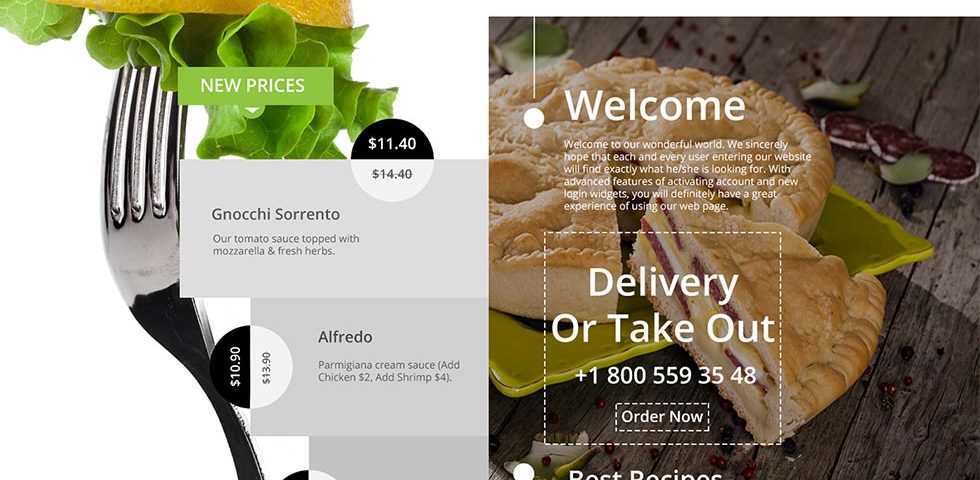 NEW PRICES
$11.40
$14.40
Gnocchi Sorrento
Our tomato sauce topped with
mozzarella & fresh herbs.
$10.90
$13.90
Alfredo
Parmigiana cream sauce (Add
Chicken $2, Add Shrimp $4).
Welcome
Welcome to our wonderful world. We sincerely
hope that each and every user entering our website
will find exactly what he/she is looking for. With
advanced features of activating account and new
login widgets, you will definitely have a great
experience of using our web page.
Delivery
Or Take Out
+1 800 559 35 48
Order Now
Best Recipes